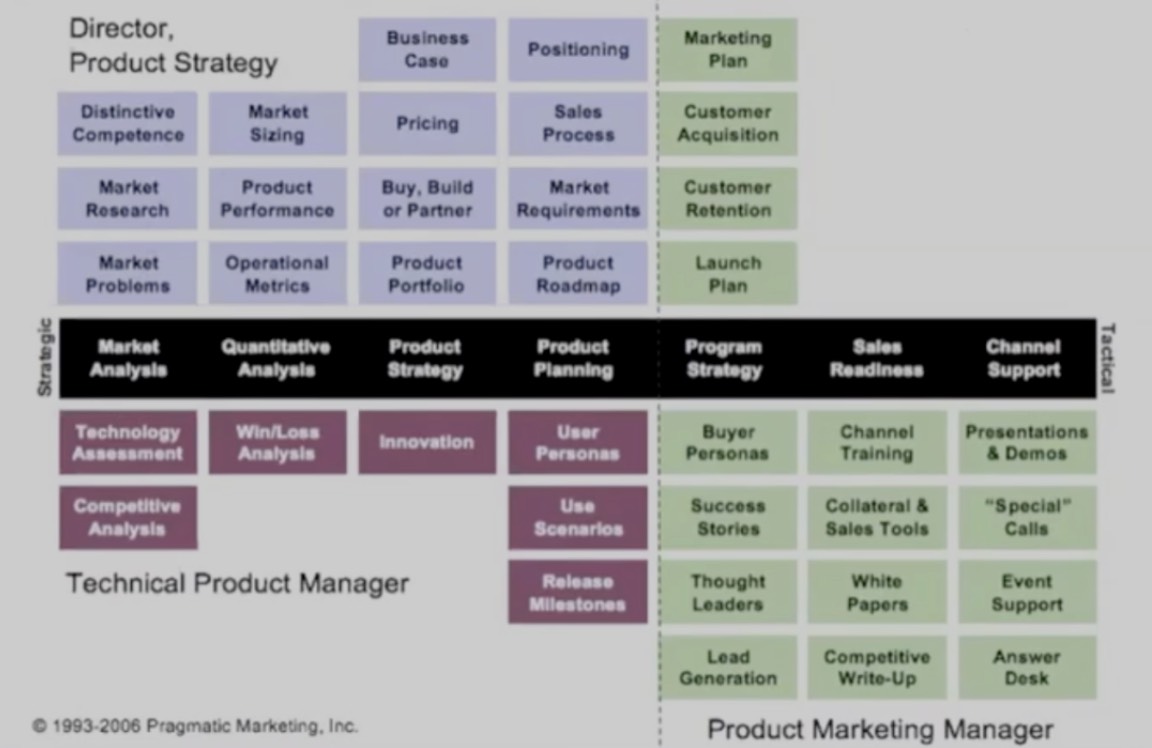 Director,
Product Strategy
Business
Case
Positioning
Marketing
Plan
Distinctive
Competence
Market
Sizing
Pricing
Sales
Process
Customer
Acquisition
Market
Research
Product
Performance
Buy, Build
or Partner
Market
Requirements
Customer
Retention
Market
Problems
Operational
Metrics
Product
Portfolio
Product
Roadmap
Launch
Plan
Strategic
Market
Analysis
Quantitative
Analysis
Product
Strategy
Product
Planning
Program
Strategy
Sales
Readiness
Channel
Support
Tactical
Technology
Assessment
Win/Loss
Analysis
Innovation
User
Personas
Buyer
Personas
Channel
Training
Presentations
& Demos
Competitive
Analysis
Use
Scenarios
Success
Stories
Collateral &
Sales Tools
"Special"
Calls
Technical Product Manager
Release
Milestones
Thought
Leaders
White
Papers
Event
Support
Lead
Generation
Competitive
Write-Up
Answer
Desk
© 1993-2006 Pragmatic Marketing, Inc.
Product Marketing Manager